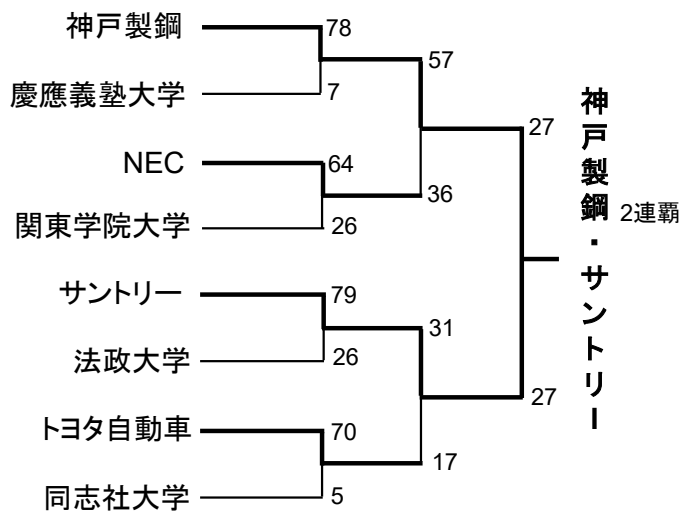 神戸製鋼
78
慶應義塾大学
7
57
NEC
64
関東学院大学
26
36
27
サントリー
79
法政大学
26
31
トヨタ自動車
70
同志社大学
5
17
27
神戸製鋼・サントリー
2連覇